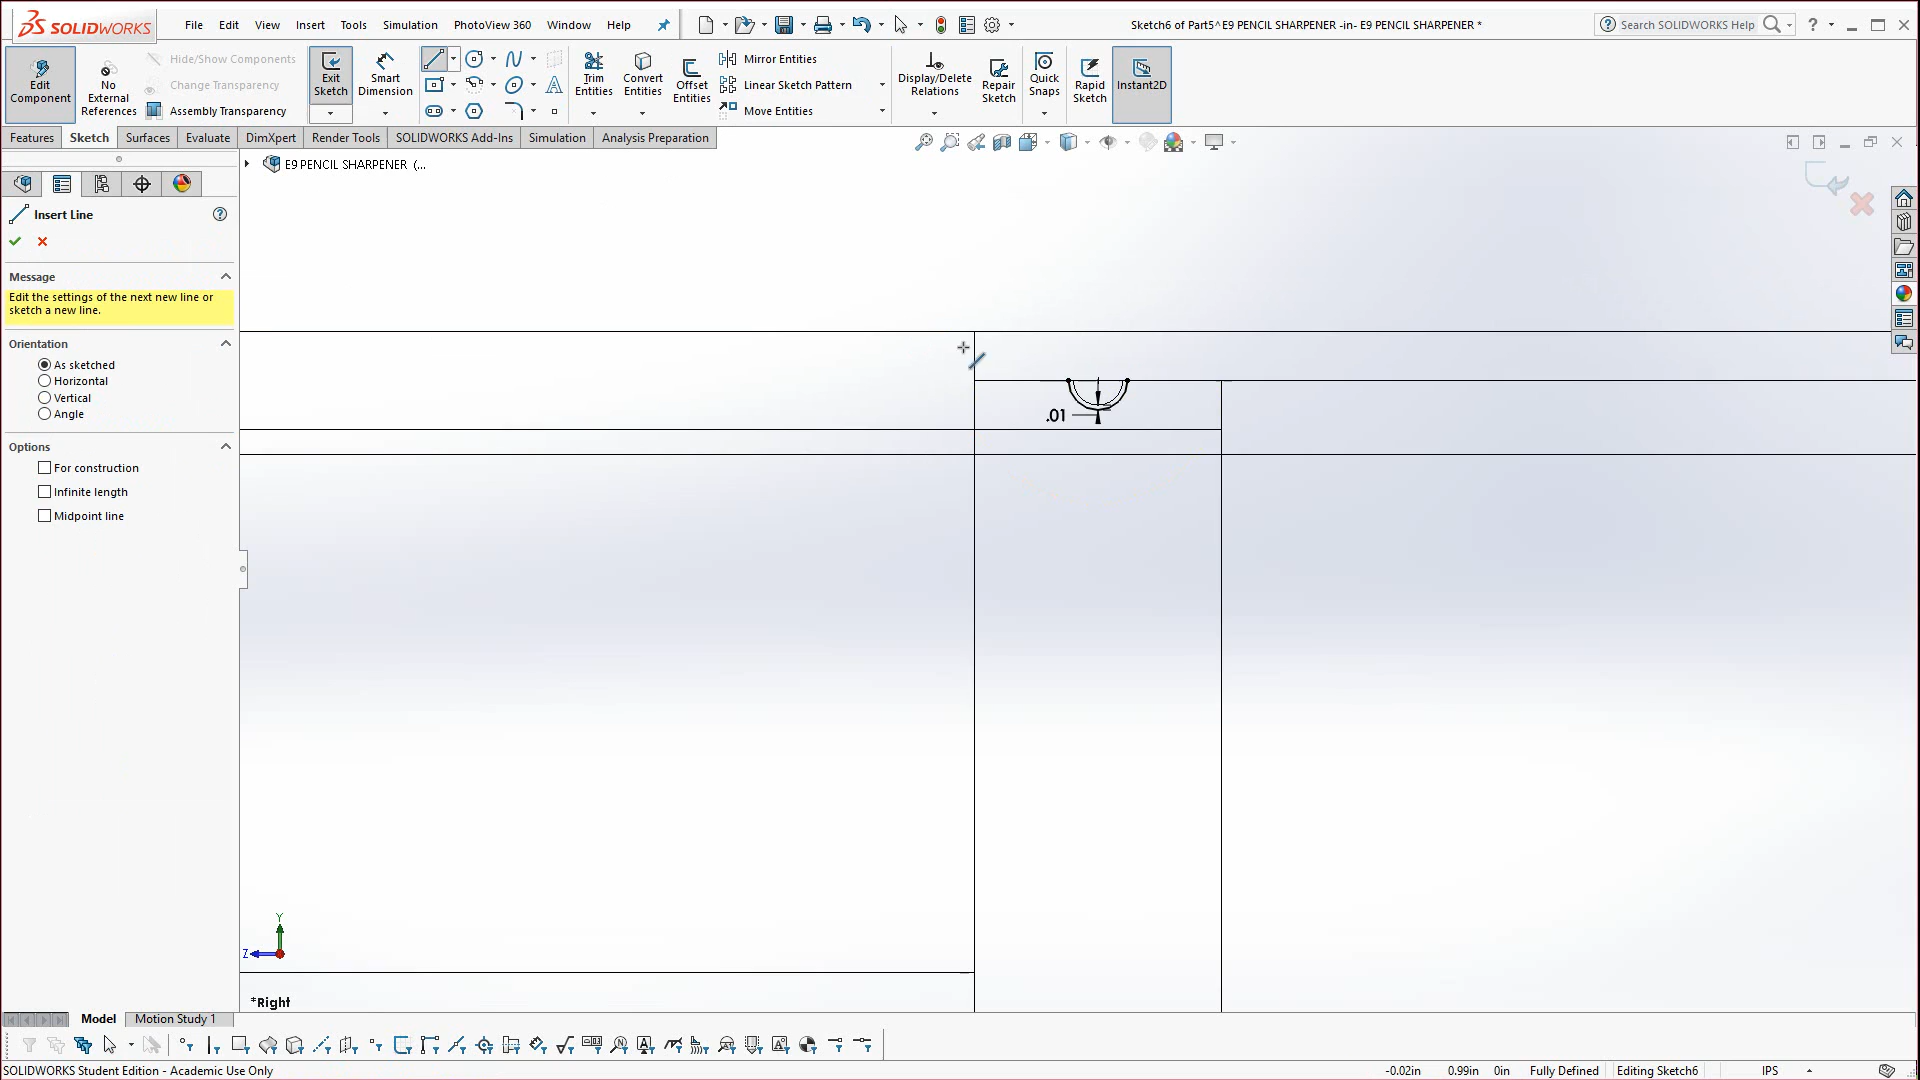 SOLIDWORKS
File
Edit
View
Insert
Tools
Simulation
PhotoView 360
Window
Help
Sketch6 of Part5^E9 PENCIL SHARPENER -in- E9 PENCIL SHARPENER *
Search SOLIDWORKS Help
Edit
Component
No
External
References
Hide/Show Components
Change Transparency
Assembly Transparency
Exit
Sketch
Smart
Dimension
Trim
Entities
Convert
Entities
Offset
Entities
Mirror Entities
Linear Sketch Pattern
Move Entities
Display/Delete
Relations
Repair
Sketch
Quick
Snaps
Rapid
Sketch
Instant2D
Features
Sketch
Surfaces
Evaluate
DimXpert
Render Tools
SOLIDWORKS Add-Ins
Simulation
Analysis Preparation
E9 PENCIL SHARPENER (...
Insert Line
Message
Edit the settings of the next new line or
sketch a new line.
Orientation
As sketched
Horizontal
Vertical
Angle
Options
For construction
Infinite length
Midpoint line
.01
Y
Z
*Right
Model
Motion Study 1
SOLIDWORKS Student Edition - Academic Use Only
-0.02in
0.99in
0in
Fully Defined
Editing Sketch6
IPS